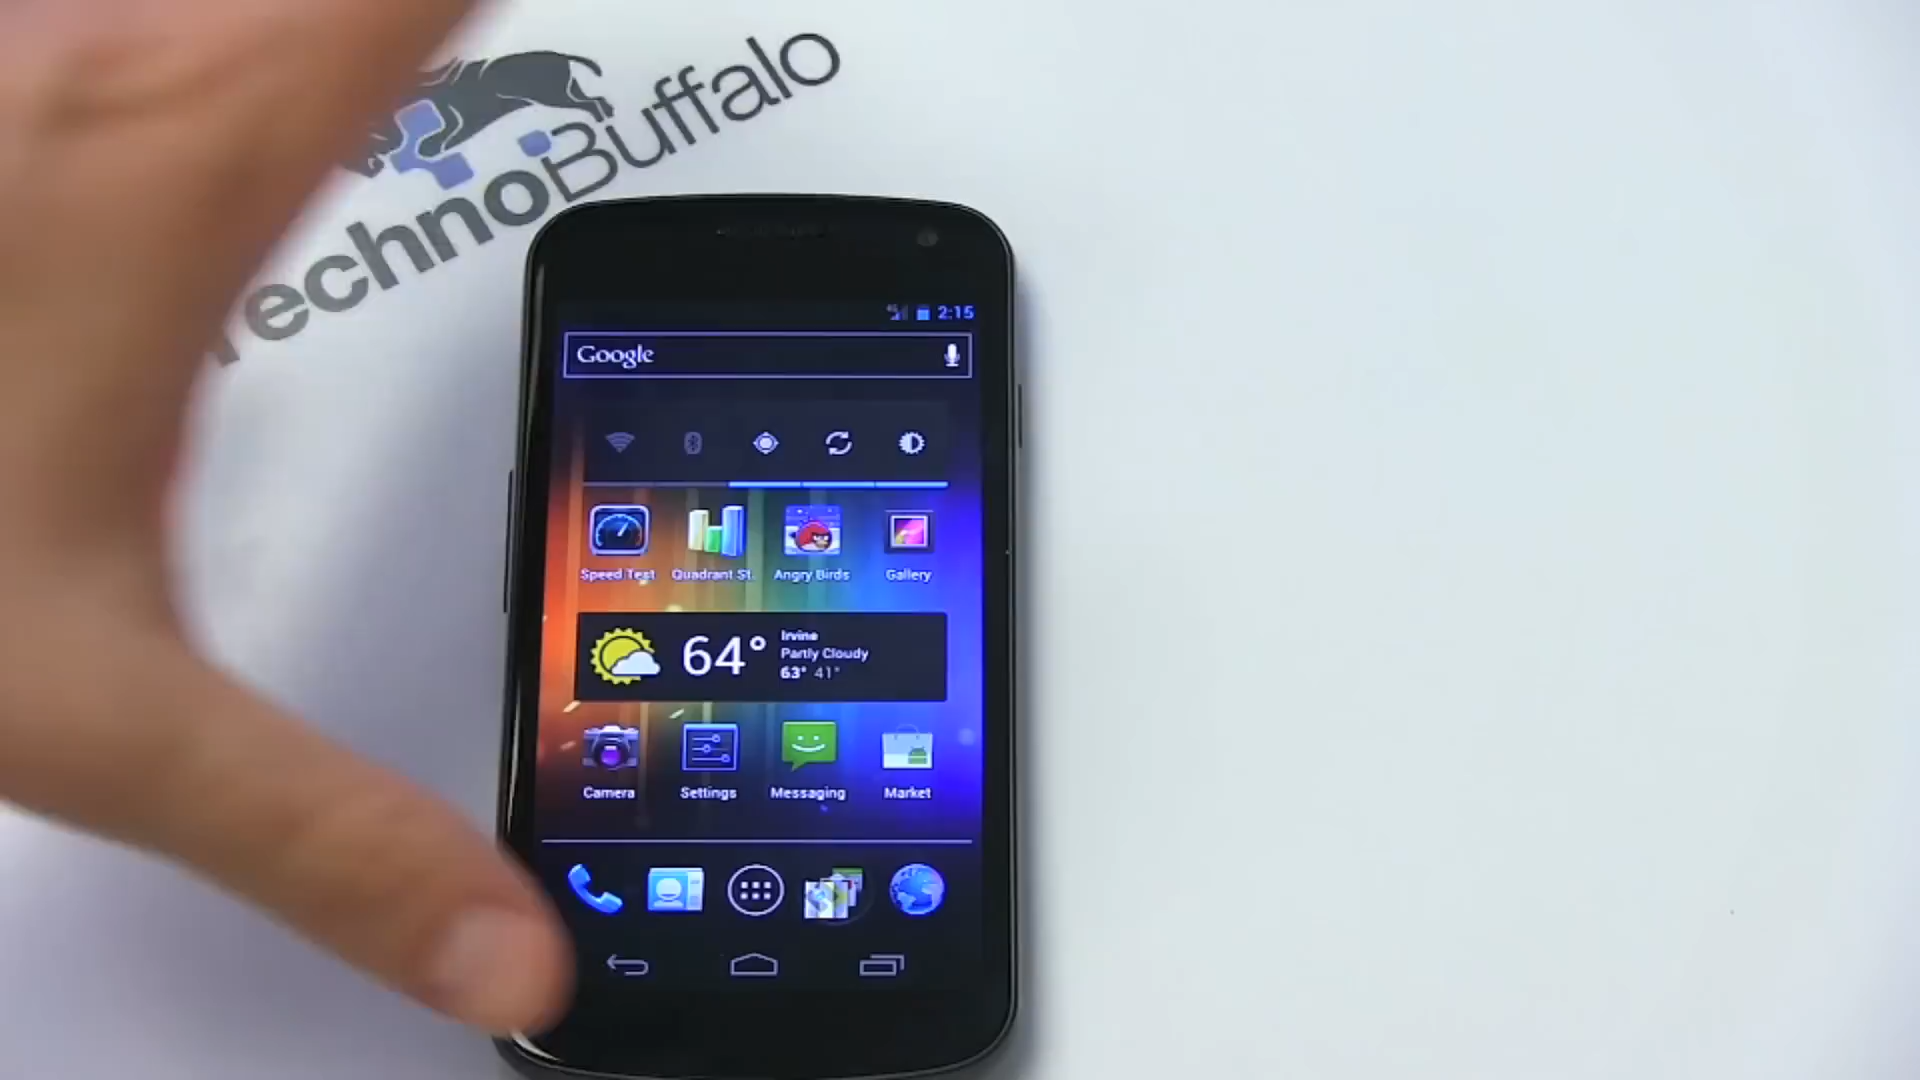 TechnoBuffalo
2:15
Google
Speed Test
Quadrant St.
Angry Birds
Gallery
64°
Irvine
Partly Cloudy
63° 41°
Camera
Settings
Messaging
Market